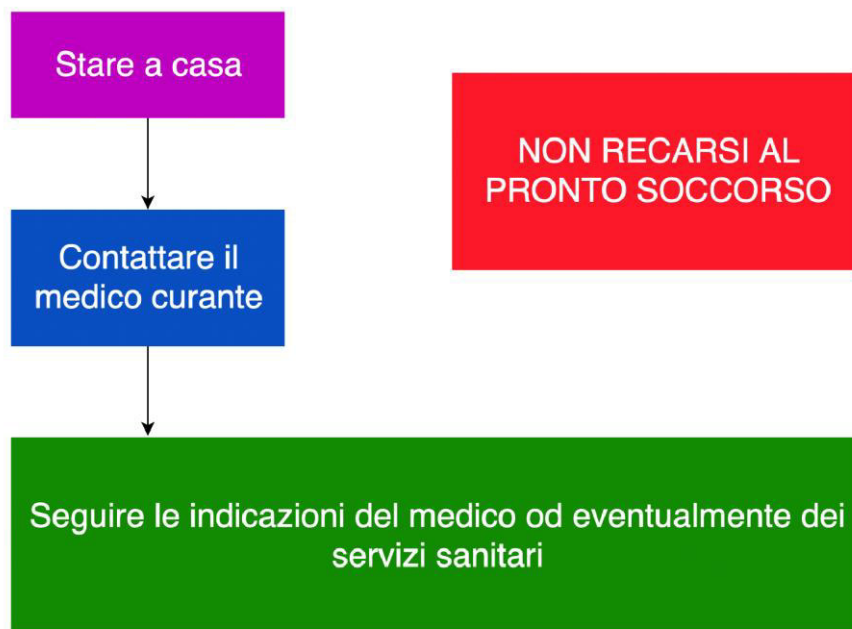 Stare a casa
NON RECARSI AL
PRONTO SOCCORSO
Contattare il
medico curante
Seguire le indicazioni del medico od eventualmente dei
servizi sanitari